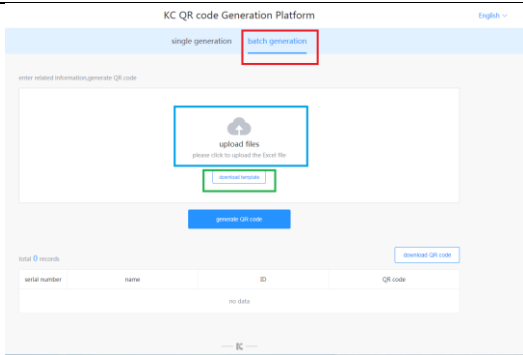 KC QR code Generation Platform
English
single generation batch generation
enter related information,generate QR code
upload files
please click to upload the Excel file
download template
generate QR code
total 0 records
download QR code
serial number name ID QR code
no data
K